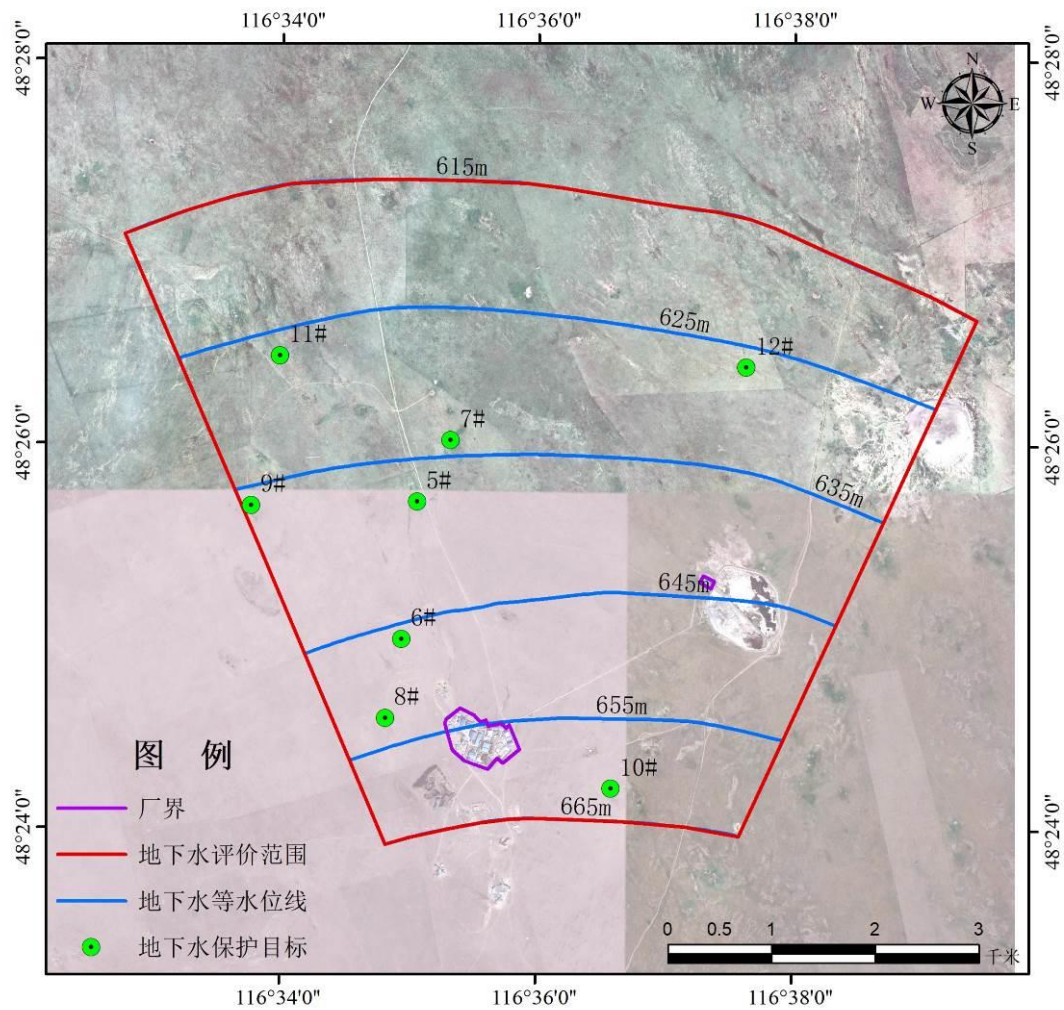 116°34'0" 116°36'0" 116°38'0"
48°28'0" 48°28'0"
N
W E
S
615m
625m
11# 12#
7#
48°26'0" 48°26'0"
9# 5# 635m
645m
6#
8# 655m
图 例
10#
厂界 665m
48°24'0" 48°24'0"
地下水评价范围
地下水等水位线
0 0.5 1 2 3
地下水保护目标
千米
116°34'0" 116°36'0" 116°38'0"